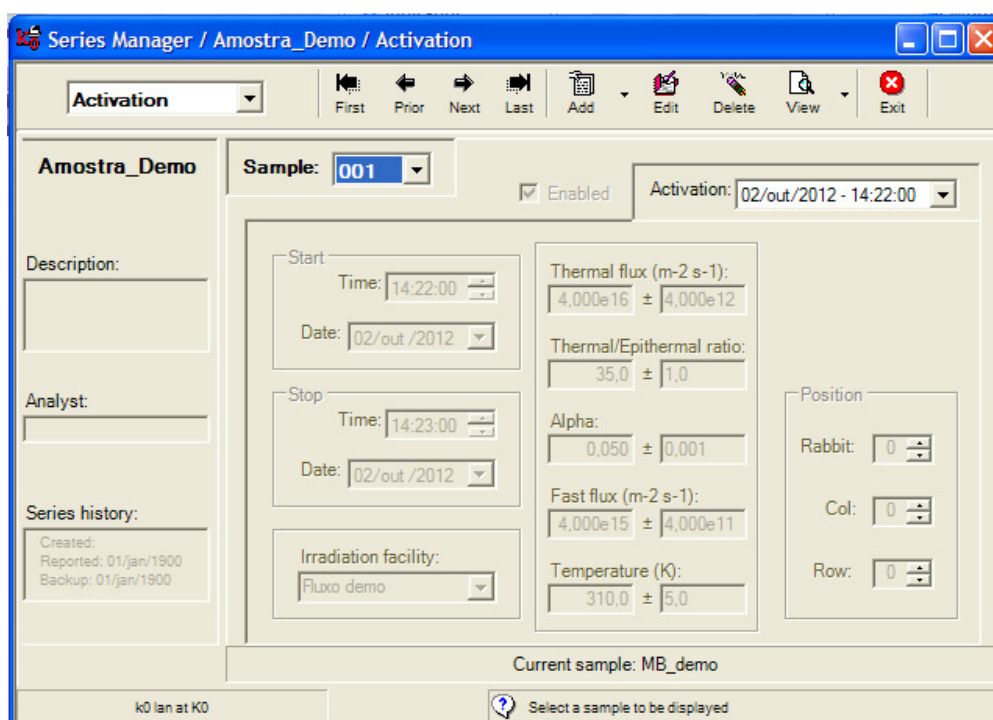 Series Manager / Amostra_Demo / Activation
Activation
First Prior Next Last Add Edit Delete View Exit
Amostra_Demo
Description:
Analyst:
Series history:
Created:
Reported: 01/jan/1900
Backup: 01/jan/1900
Sample: 001
Enabled
Activation: 02/out/2012 - 14:22:00
Start
Time: 14:22:00
Date: 02/out /2012
Stop
Time: 14:23:00
Date: 02/out /2012
Irradiation facility:
Fluxo demo
Thermal flux (m-2 s-1):
4,000e16 ± 4,000e12
Thermal/Epithermal ratio:
35,0 ± 1,0
Alpha:
0,050 ± 0,001
Fast flux (m-2 s-1):
4,000e15 ± 4,000e11
Temperature (K):
310,0 ± 5,0
Position
Rabbit: 0
Col: 0
Row: 0
Current sample: MB_demo
k0 Ian at K0
Select a sample to be displayed